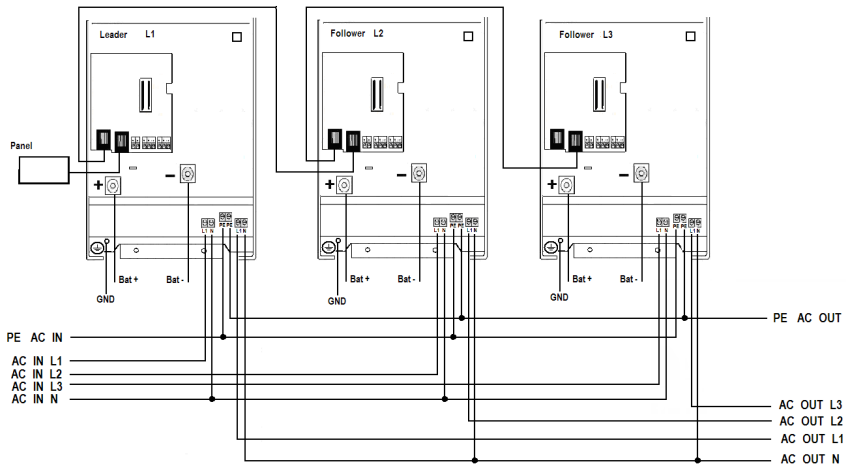 Leader L1
Follower L2
Follower L3
Panel
+ −
+ −
+ −
L1 N PE PE L1 N
L1 N PE PE L1 N
L1 N PE PE L1 N
Bat + Bat -
Bat + Bat -
Bat + Bat -
GND
GND
GND
PE AC OUT
PE AC IN
AC IN L1
AC IN L2
AC IN L3
AC IN N
AC OUT L3
AC OUT L2
AC OUT L1
AC OUT N